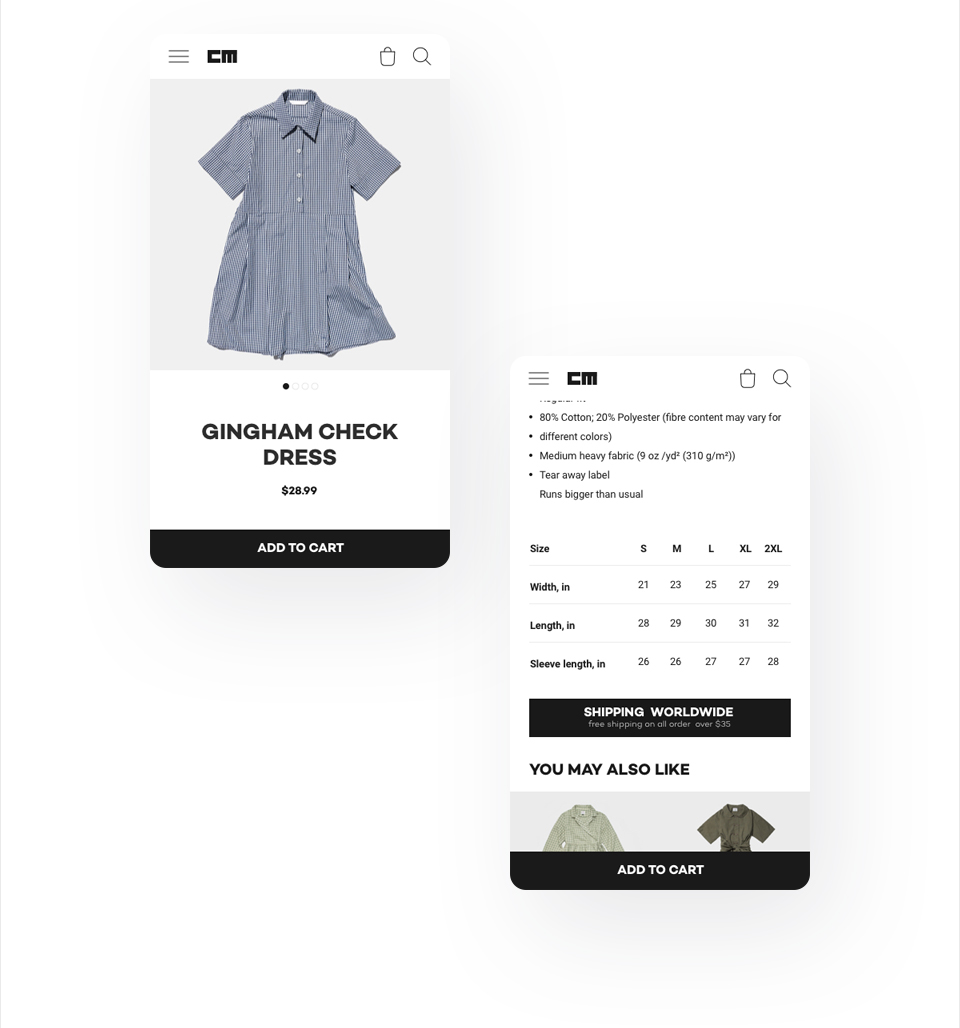 CM
GINGHAM CHECK
DRESS
$28.99
ADD TO CART
CM
Regular fit
• 80% Cotton; 20% Polyester (fibre content may vary for
• different colors)
• Medium heavy fabric (9 oz /yd² (310 g/m²))
• Tear away label
Runs bigger than usual
Size S M L XL 2XL
Width, in 21 23 25 27 29
Length, in 28 29 30 31 32
Sleeve length, in 26 26 27 27 28
SHIPPING WORLDWIDE
free shipping on all order over $35
YOU MAY ALSO LIKE
ADD TO CART